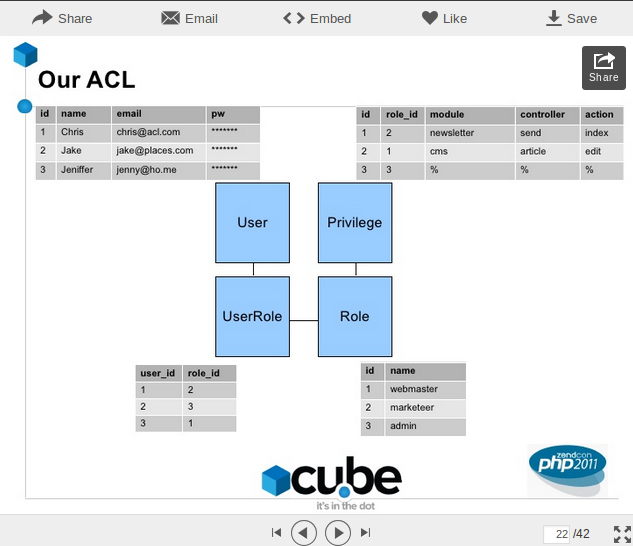 Share Email Embed Like Save
Our ACL
Share
id name email pw
1 Chris chris@acl.com *******
2 Jake jake@places.com *******
3 Jeniffer jenny@ho.me *******
id role_id module controller action
1 2 newsletter send index
2 1 cms article edit
3 3 % % %
User Privilege
UserRole Role
user_id role_id
1 2
2 3
3 1
id name
1 webmaster
2 marketeer
3 admin
cube
it's in the dot
zendcon
php2011
22 /42